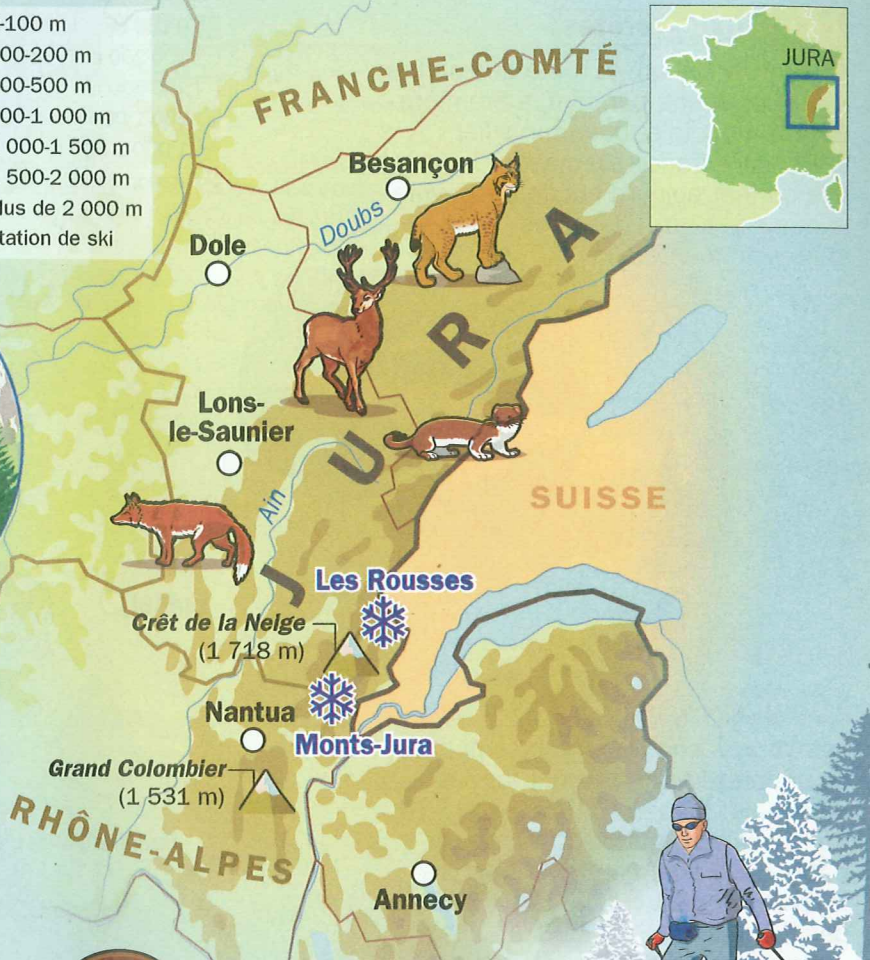 -100 m
00-200 m
00-500 m
00-1 000 m
000-1 500 m
500-2 000 m
lus de 2 000 m
tation de ski
FRANCHE-COMTÉ
JURA
Besançon
Doubs
Dole
JURA
Lons-
le-Saunier
Ain
SUISSE
Les Rousses
Crêt de la Neige
(1 718 m)
Nantua
Monts-Jura
Grand Colombier
(1 531 m)
RHÔNE-ALPES
Annecy